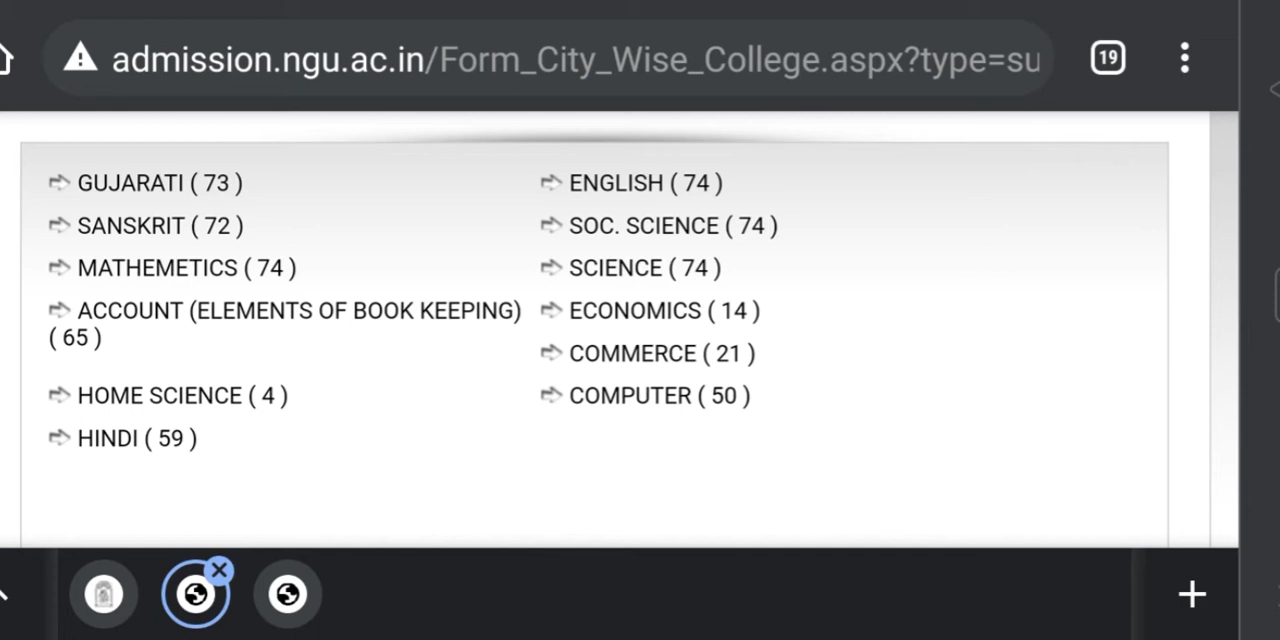 admission.ngu.ac.in/Form_City_Wise_College.aspx?type=su
19
GUJARATI ( 73 )
ENGLISH ( 74 )
SANSKRIT ( 72 )
SOC. SCIENCE ( 74 )
MATHEMETICS ( 74 )
SCIENCE ( 74 )
ACCOUNT (ELEMENTS OF BOOK KEEPING)
( 65 )
ECONOMICS ( 14 )
COMMERCE ( 21 )
HOME SCIENCE ( 4 )
COMPUTER ( 50 )
HINDI ( 59 )